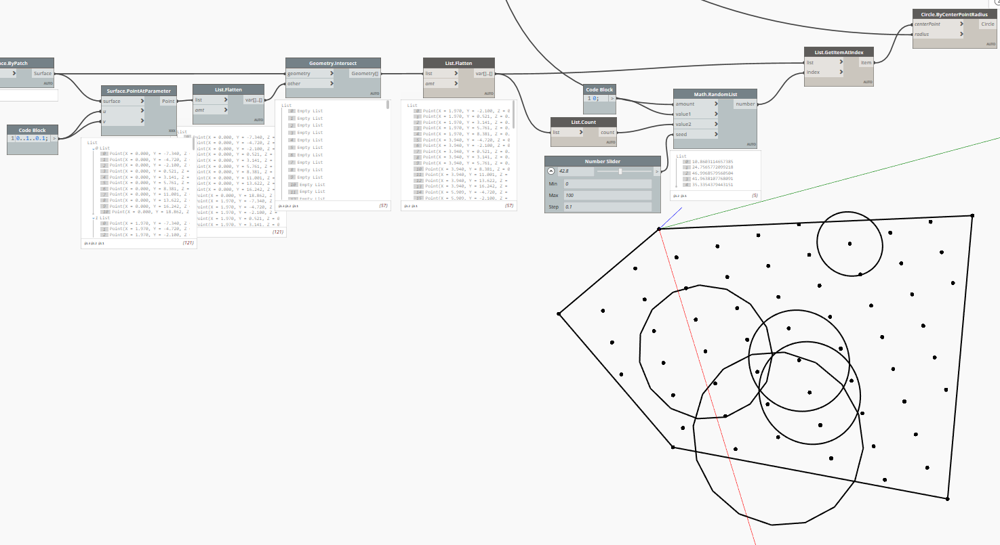 Circle.ByCenterPointRadius
centerPoint
>
Circle
radius
>
AUTO
ce.ByPatch
>
Surface
AUTO
Surface.PointAtParameter
surface
>
Point
u
>
v
>
Code Block
1
0..1..0.1;
>
List.Flatten
list
>
var[]..[]
amt
>
AUTO
Geometry.Intersect
geometry
>
Geometry[]
other
>
AUTO
List.Flatten
list
>
var[]..[]
amt
>
AUTO
Code Block
1
0;
>
List.Count
list
>
count
AUTO
Number Slider
42.8
>
Min
0
Max
100
Step
0.1
Math.RandomList
amount
>
number
value1
>
value2
>
seed
>
AUTO
List.GetItemAtIndex
list
>
item
index
>
AUTO
List
0 List
0 Point(X = 0.000, Y = -7.340, Z
1 Point(X = 0.000, Y = -4.720, Z
2 Point(X = 0.000, Y = -2.100, Z
3 Point(X = 0.000, Y = 0.521, Z =
4 Point(X = 0.000, Y = 3.141, Z =
5 Point(X = 0.000, Y = 5.761, Z =
6 Point(X = 0.000, Y = 8.381, Z =
7 Point(X = 0.000, Y = 11.001, Z
8 Point(X = 0.000, Y = 13.622, Z
9 Point(X = 0.000, Y = 16.242, Z
10 Point(X = 0.000, Y = 18.862, Z
1 List
0 Point(X = 1.970, Y = -7.340, Z
1 Point(X = 1.970, Y = -4.720, Z
2 Point(X = 1.970, Y = -2.100, Z
@L3 @L2 @L1
{121}
List
oint(X = 0.000, Y = -7.340, Z =
oint(X = 0.000, Y = -4.720, Z =
oint(X = 0.000, Y = -2.100, Z =
oint(X = 0.000, Y = 0.521, Z =
oint(X = 0.000, Y = 3.141, Z =
oint(X = 0.000, Y = 5.761, Z =
oint(X = 0.000, Y = 8.381, Z =
oint(X = 0.000, Y = 11.001, Z =
oint(X = 0.000, Y = 13.622, Z =
oint(X = 0.000, Y = 16.242, Z =
oint(X = 0.000, Y = 18.862, Z =
oint(X = 1.970, Y = -7.340, Z =
oint(X = 1.970, Y = -4.720, Z =
oint(X = 1.970, Y = -2.100, Z =
oint(X = 1.970, Y = 0.521, Z = 0
oint(X = 1.970, Y = 3.141, Z = 0
{121}
List
0 Empty List
1 Empty List
2 Empty List
3 Empty List
4 Empty List
5 Empty List
6 Empty List
7 Empty List
8 Empty List
9 Empty List
10 Empty List
11 Empty List
12 Empty List
@L3 @L2 @L1
{57}
List
0 Point(X = 1.970, Y = -2.100, Z = 0
1 Point(X = 1.970, Y = 0.521, Z = 0.
2 Point(X = 1.970, Y = 3.141, Z = 0.
3 Point(X = 1.970, Y = 5.761, Z = 0.
4 Point(X = 1.970, Y = 8.381, Z = 0.
5 Point(X = 3.940, Y = -4.720, Z = 0
6 Point(X = 3.940, Y = -2.100, Z = 0
7 Point(X = 3.940, Y = 0.521, Z = 0.
8 Point(X = 3.940, Y = 3.141, Z = 0.
9 Point(X = 3.940, Y = 5.761, Z = 0.
10 Point(X = 3.940, Y = 8.381, Z = 0
11 Point(X = 3.940, Y = 11.001, Z =
12 Point(X = 3.940, Y = 13.622, Z =
13 Point(X = 3.940, Y = 16.242, Z =
14 Point(X = 5.909, Y = -4.720, Z =
15 Point(X = 5.909, Y = -2.100, Z =
@L2 @L1
{57}
List
0 10.8603114657385
1 24.7565772099218
2 46.9968579560504
3 41.9638107768091
4 35.3354379443151
@L2 @L1
{5}